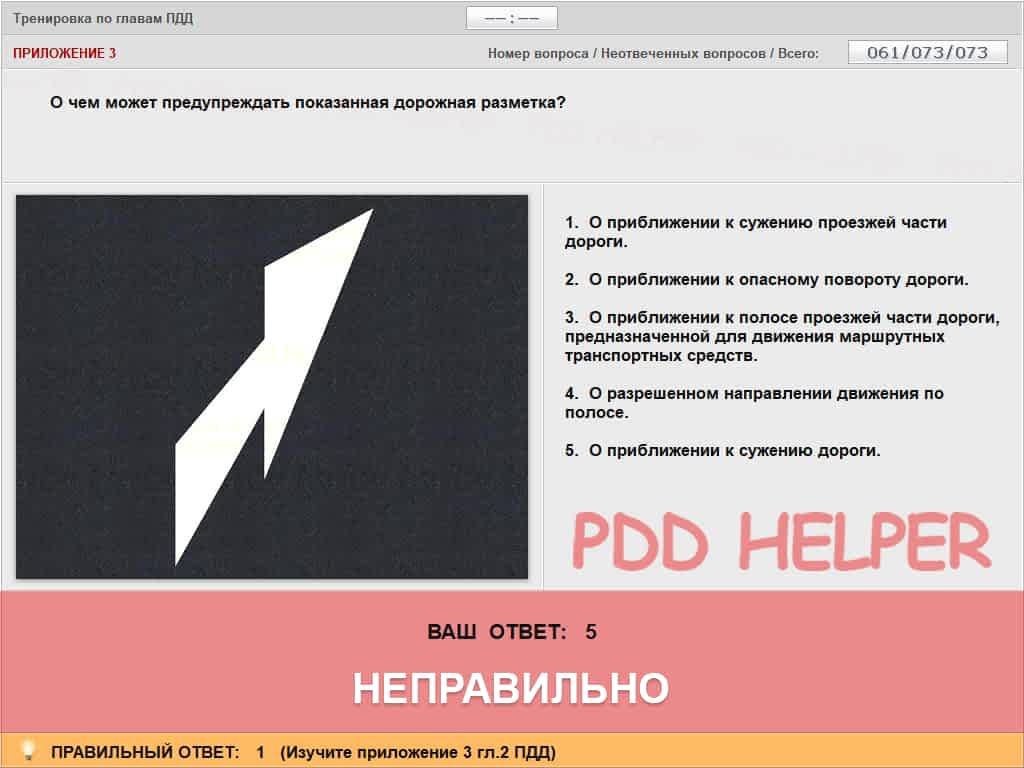 Тренировка по главам ПДД
––:––
ПРИЛОЖЕНИЕ 3
Номер вопроса / Неотвеченных вопросов / Всего:
061/073/073
О чем может предупреждать показанная дорожная разметка?
1. О приближении к сужению проезжей части
дороги.
2. О приближении к опасному повороту дороги.
3. О приближении к полосе проезжей части дороги,
предназначенной для движения маршрутных
транспортных средств.
4. О разрешенном направлении движения по
полосе.
5. О приближении к сужению дороги.
PDD HELPER
ВАШ ОТВЕТ: 5
НЕПРАВИЛЬНО
ПРАВИЛЬНЫЙ ОТВЕТ: 1 (Изучите приложение 3 гл.2 ПДД)